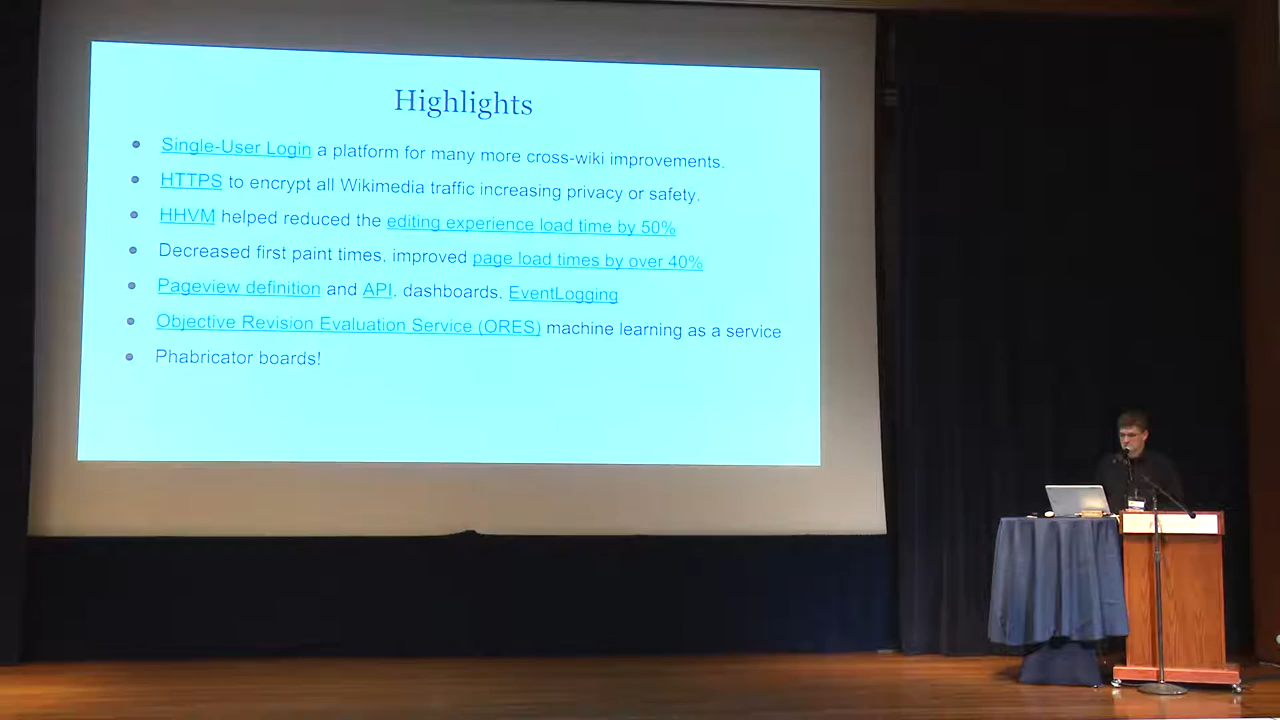 Highlights
Single-User Login a platform for many more cross-wiki improvements.
HTTPS to encrypt all Wikimedia traffic increasing privacy or safety.
HHVM helped reduced the editing experience load time by 50%
Decreased first paint times, improved page load times by over 40%
Pageview definition and API, dashboards, EventLogging
Objective Revision Evaluation Service (ORES) machine learning as a service
Phabricator boards!